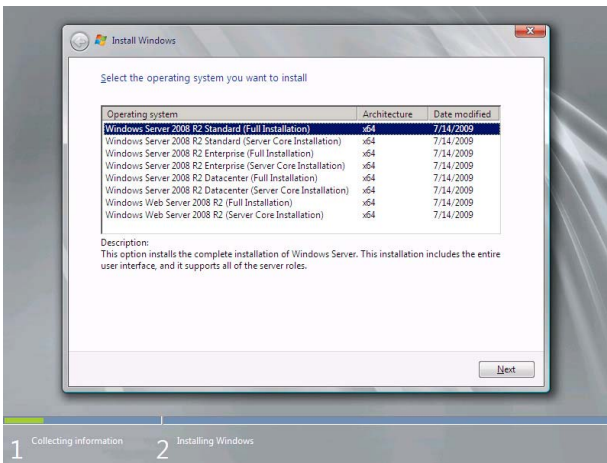 Install Windows
Select the operating system you want to install
Operating system Architecture Date modified
Windows Server 2008 R2 Standard (Full Installation) x64 7/14/2009
Windows Server 2008 R2 Standard (Server Core Installation) x64 7/14/2009
Windows Server 2008 R2 Enterprise (Full Installation) x64 7/14/2009
Windows Server 2008 R2 Enterprise (Server Core Installation) x64 7/14/2009
Windows Server 2008 R2 Datacenter (Full Installation) x64 7/14/2009
Windows Server 2008 R2 Datacenter (Server Core Installation) x64 7/14/2009
Windows Web Server 2008 R2 (Full Installation) x64 7/14/2009
Windows Web Server 2008 R2 (Server Core Installation) x64 7/14/2009
Description:
This option installs the complete installation of Windows Server. This installation includes the entire
user interface, and it supports all of the server roles.
Next
1 Collecting information 2 Installing Windows